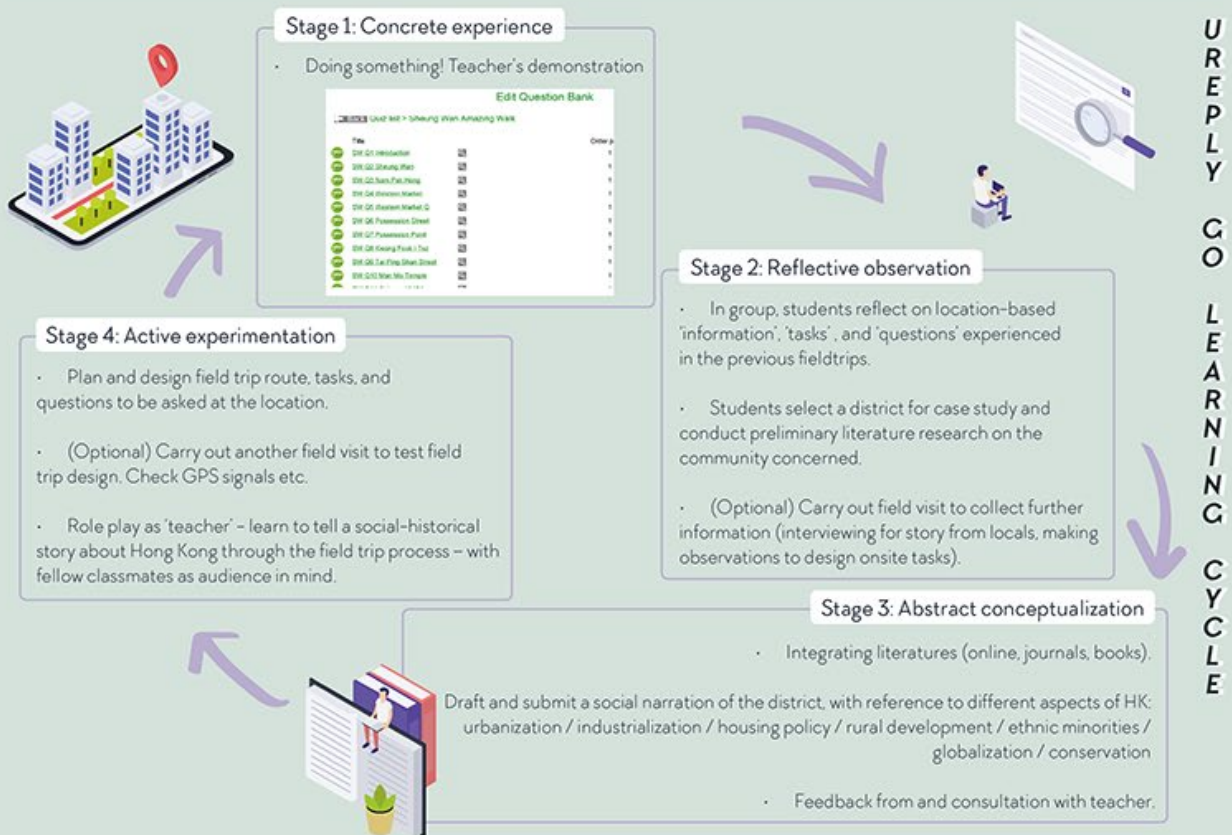 Stage 1: Concrete experience
· Doing something! Teacher's demonstration
Edit Question Bank
Back Quiz list > Sheung Wan Amazing Walk
Title
SW Q1 Introduction
SW Q2 Sheung Wan
SW Q3 Nam Pak Hong
SW Q4 Western Market
SW Q5 Western Market Q
SW Q6 Possession Street
SW Q7 Possession Point
SW Q8 Kwong Fook I Tsz
SW Q9 Tai Ping Shan Street
SW Q10 Man Mo Temple
Stage 2: Reflective observation
· In group, students reflect on location-based
'information', 'tasks', and 'questions' experienced
in the previous fieldtrips.
· Students select a district for case study and
conduct preliminary literature research on the
community concerned.
· (Optional) Carry out field visit to collect further
information (interviewing for story from locals, making
observations to design onsite tasks).
Stage 3: Abstract conceptualization
· Integrating literatures (online, journals, books).
Draft and submit a social narration of the district, with reference to different aspects of HK:
urbanization / industrialization / housing policy / rural development / ethnic minorities /
globalization / conservation
· Feedback from and consultation with teacher.
Stage 4: Active experimentation
· Plan and design field trip route, tasks, and
questions to be asked at the location.
· (Optional) Carry out another field visit to test field
trip design. Check GPS signals etc.
· Role play as 'teacher' – learn to tell a social-historical
story about Hong Kong through the field trip process – with
fellow classmates as audience in mind.
UREPLY GO LEARNING CYCLE